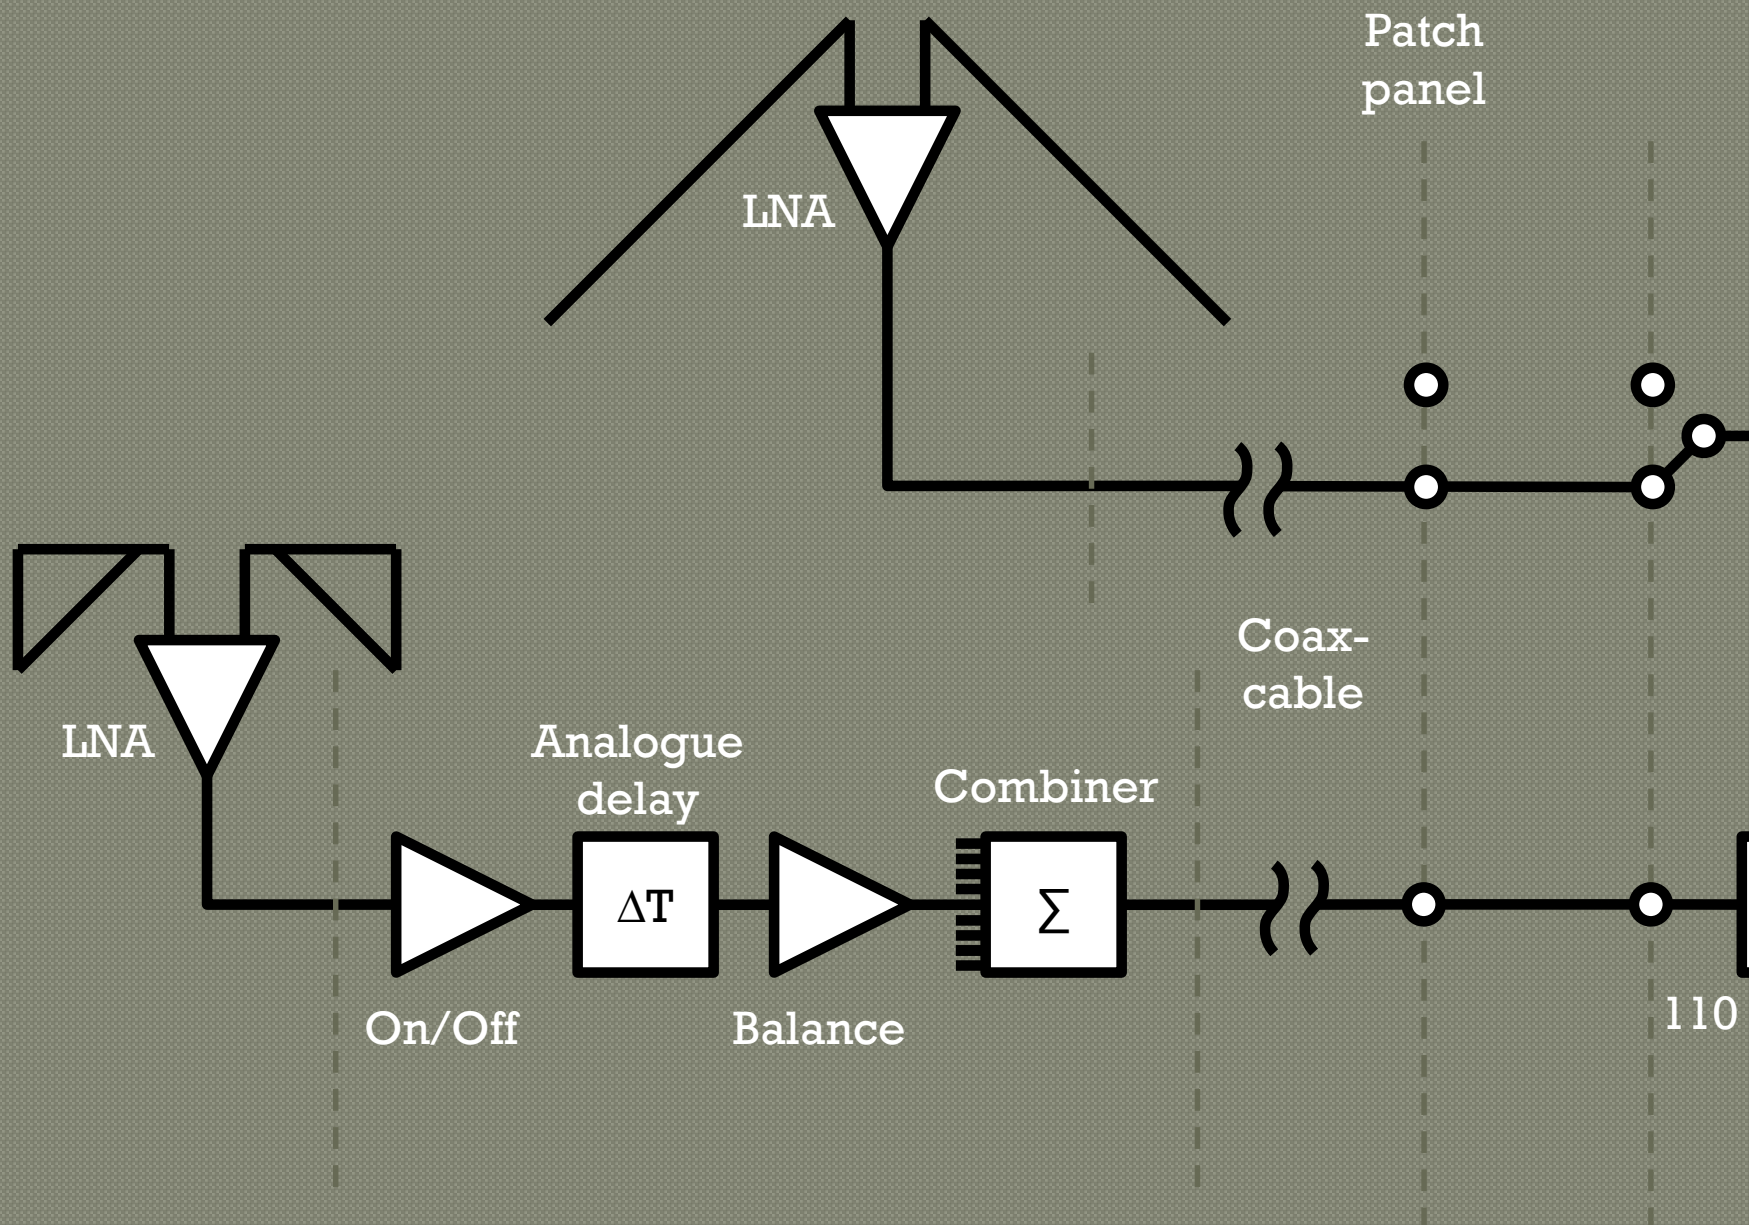 Patch
panel
LNA
Coax-
cable
LNA
Analogue
delay
Combiner
ΔT
Σ
On/Off
Balance
110